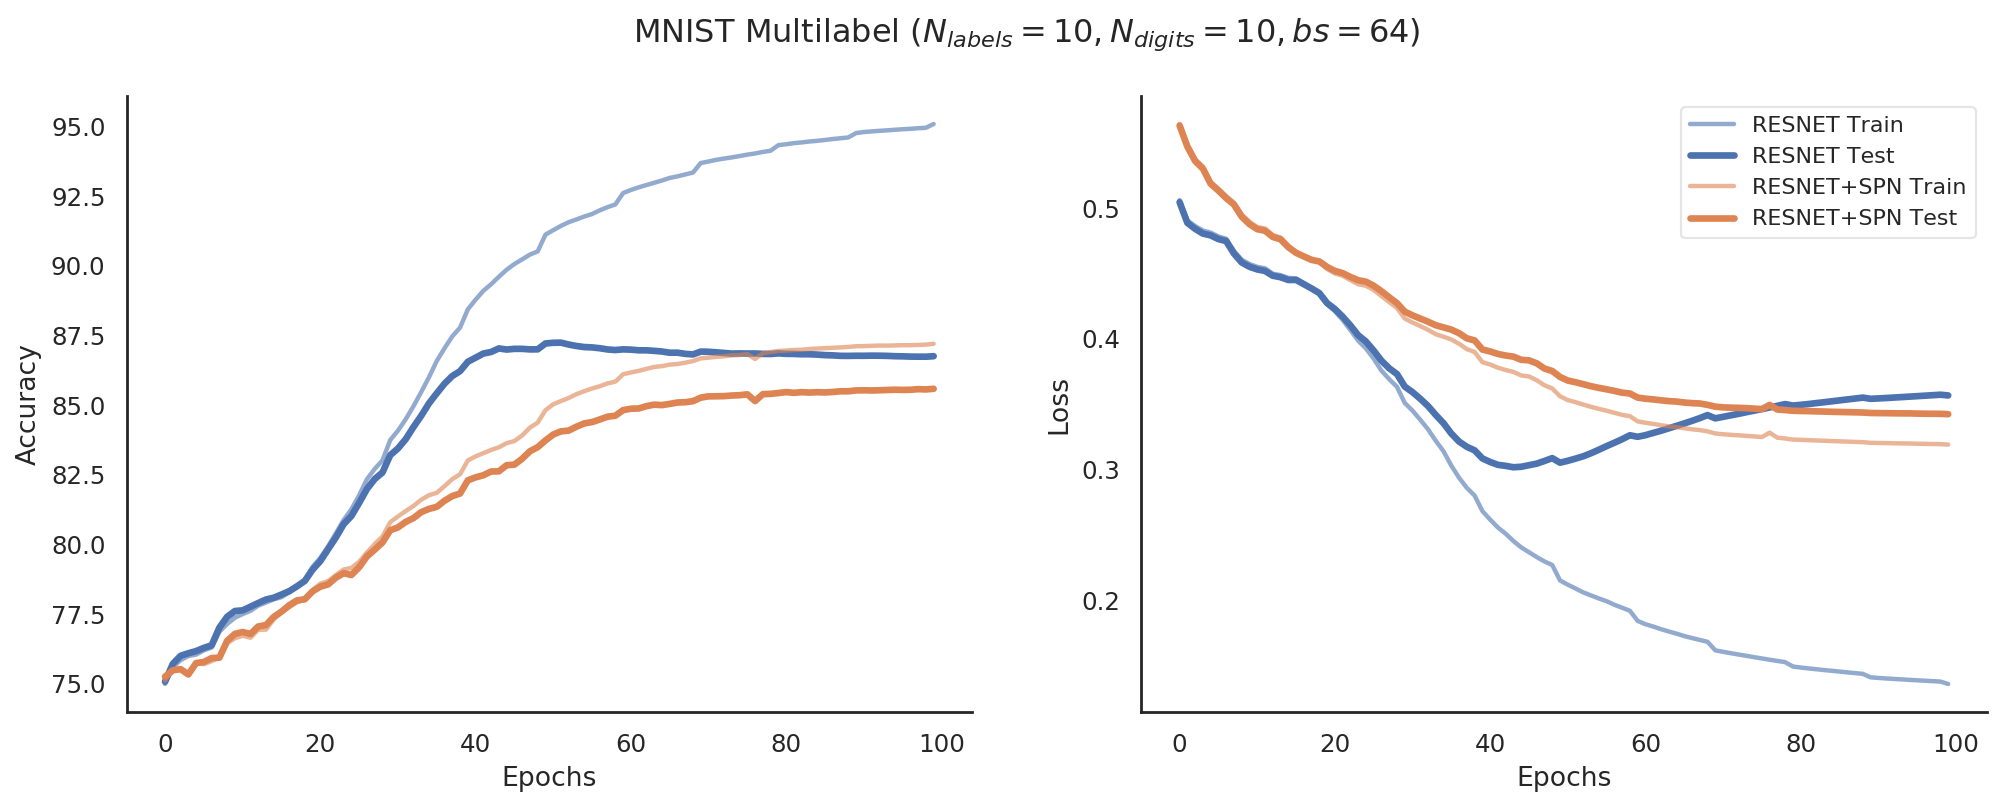 MNIST Multilabel (N_labels = 10, N_digits = 10, bs = 64)
Accuracy
95.0
92.5
90.0
87.5
85.0
82.5
80.0
77.5
75.0
0 20 40 60 80 100
Epochs
Loss
0.5
0.4
0.3
0.2
0 20 40 60 80 100
Epochs
RESNET Train
RESNET Test
RESNET+SPN Train
RESNET+SPN Test